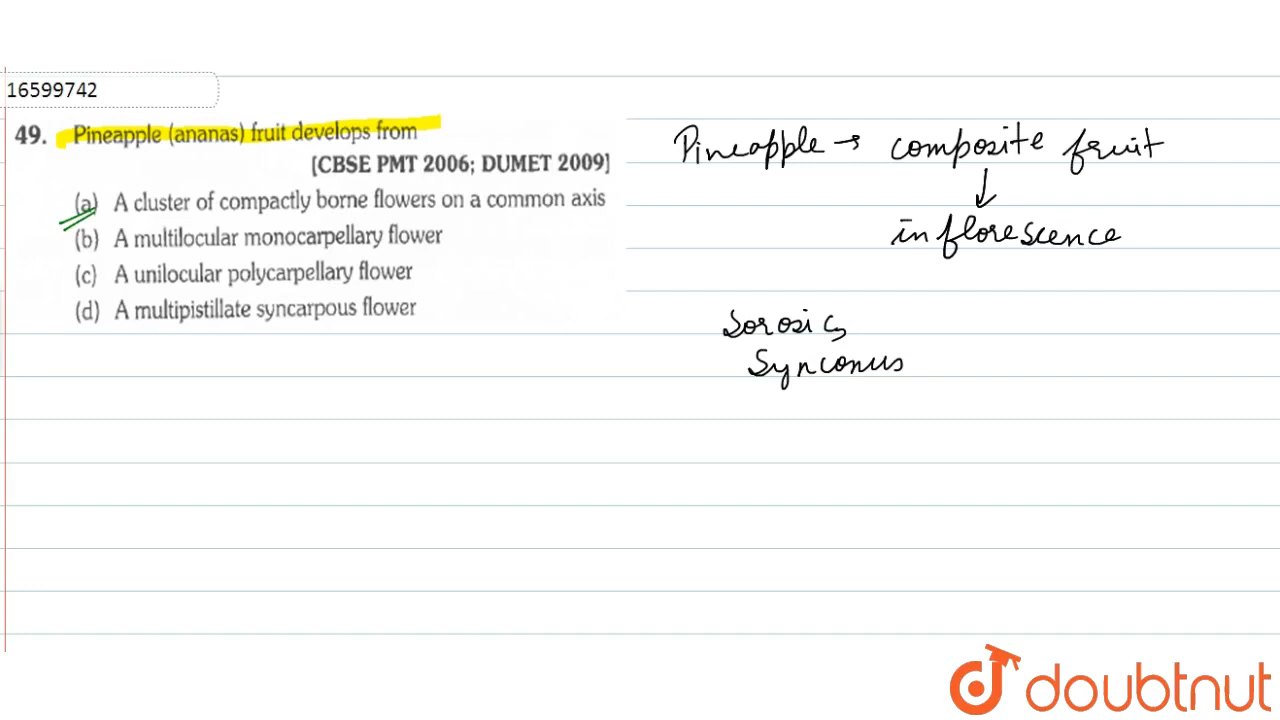 16599742
49. Pineapple (ananas) fruit develops from
[CBSE PMT 2006; DUMET 2009]
(a) A cluster of compactly borne flowers on a common axis
(b) A multilocular monocarpellary flower
(c) A unilocular polycarpellary flower
(d) A multipistillate syncarpous flower
Pineapple → composite fruit
↓
inflorescence
Sorosis
Synconus
doubtnut